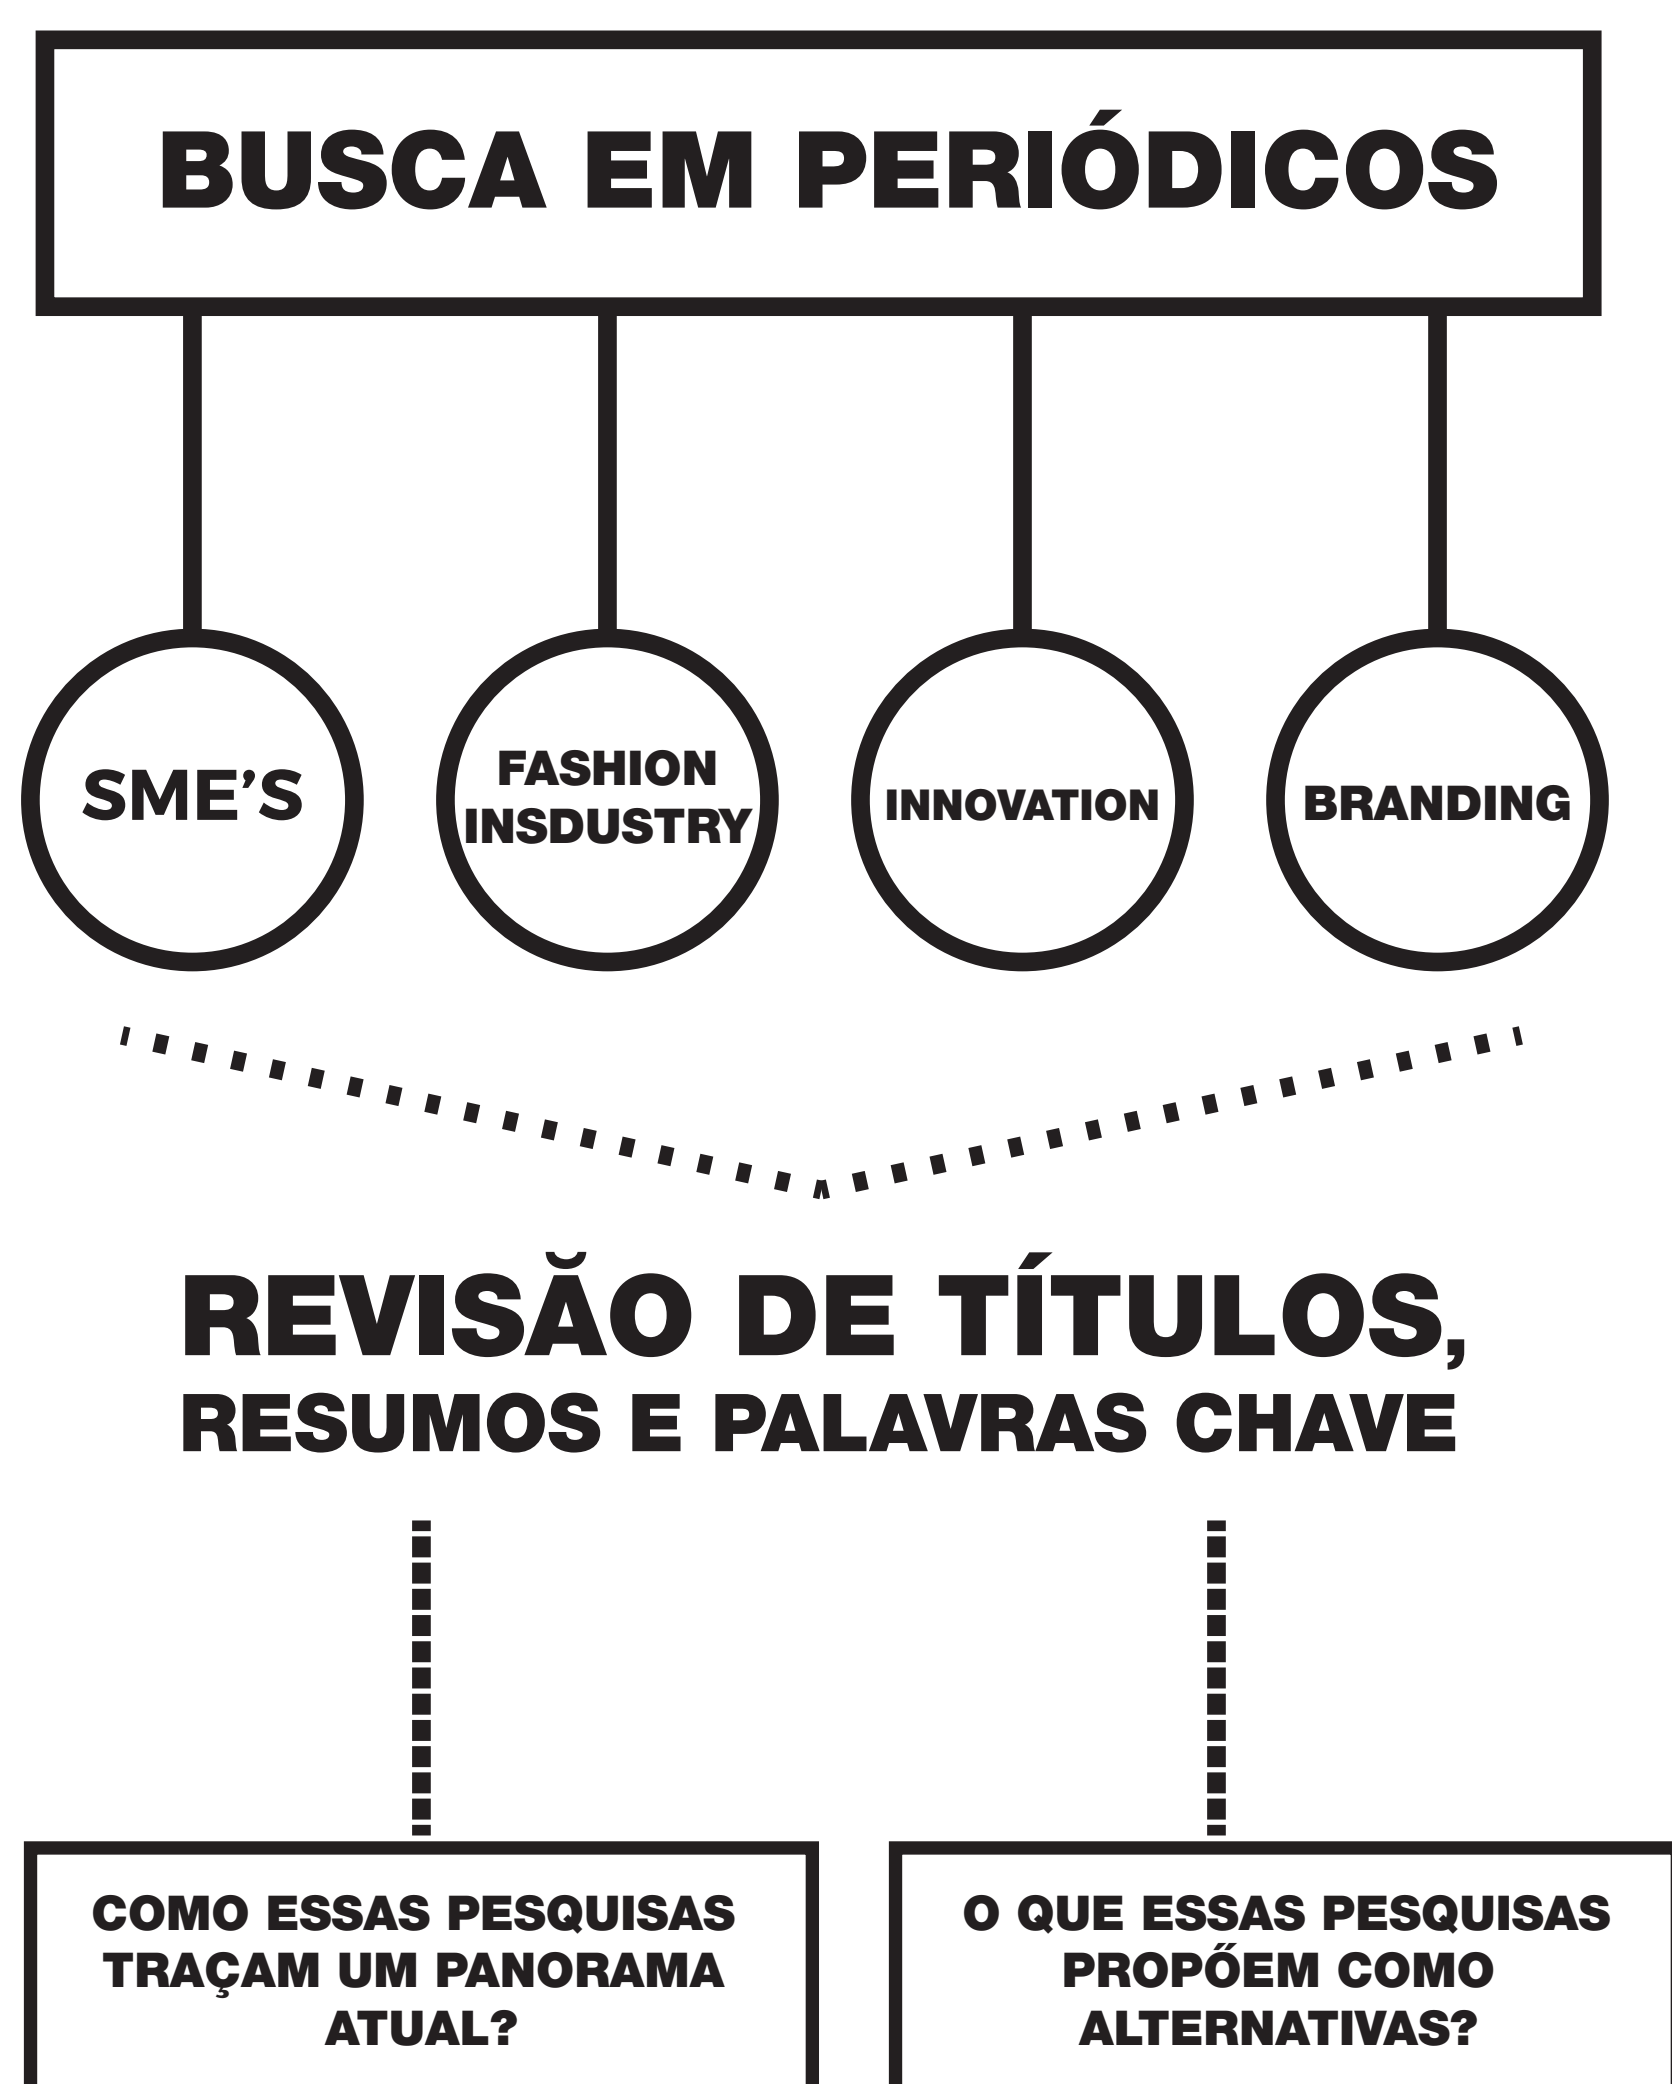 BUSCA EM PERIÓDICOS
SME’S
FASHION
INSDUSTRY
INNOVATION
BRANDING
REVISĂO DE TÍTULOS,
RESUMOS E PALAVRAS CHAVE
COMO ESSAS PESQUISAS
TRAÇAM UM PANORAMA
ATUAL?
O QUE ESSAS PESQUISAS
PROPŐEM COMO
ALTERNATIVAS?